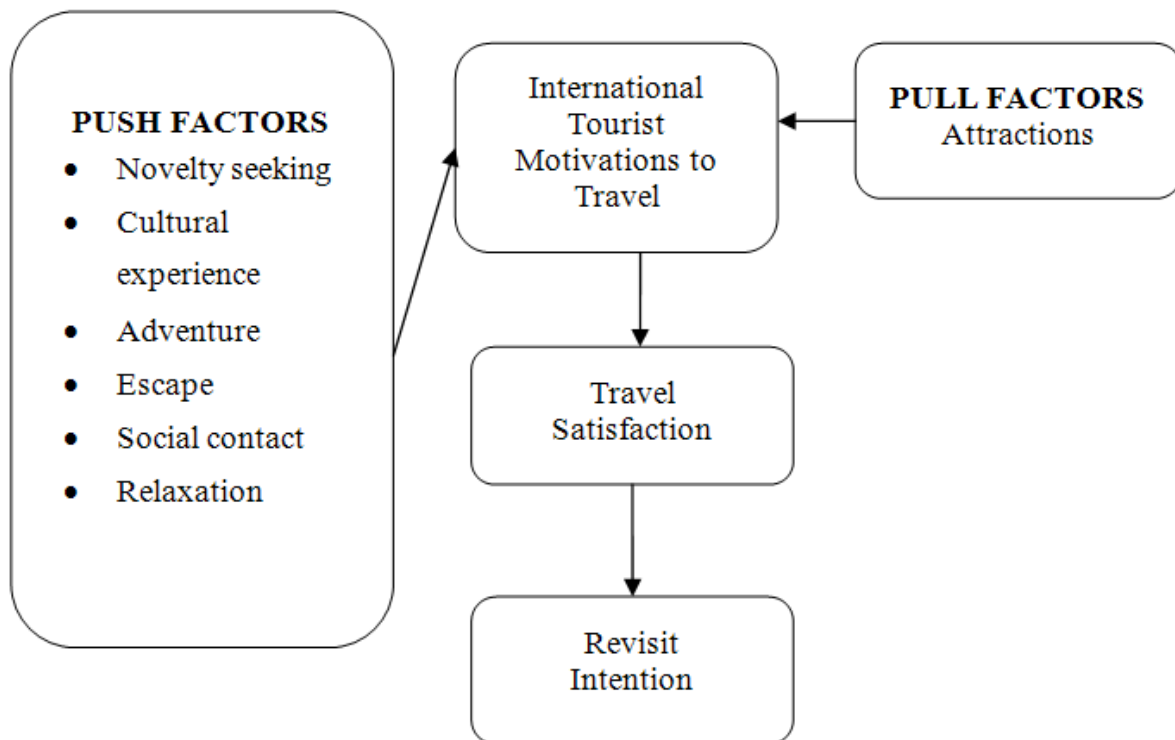 PUSH FACTORS
• Novelty seeking
• Cultural
experience
• Adventure
• Escape
• Social contact
• Relaxation
International
Tourist
Motivations to
Travel
PULL FACTORS
Attractions
Travel
Satisfaction
Revisit
Intention